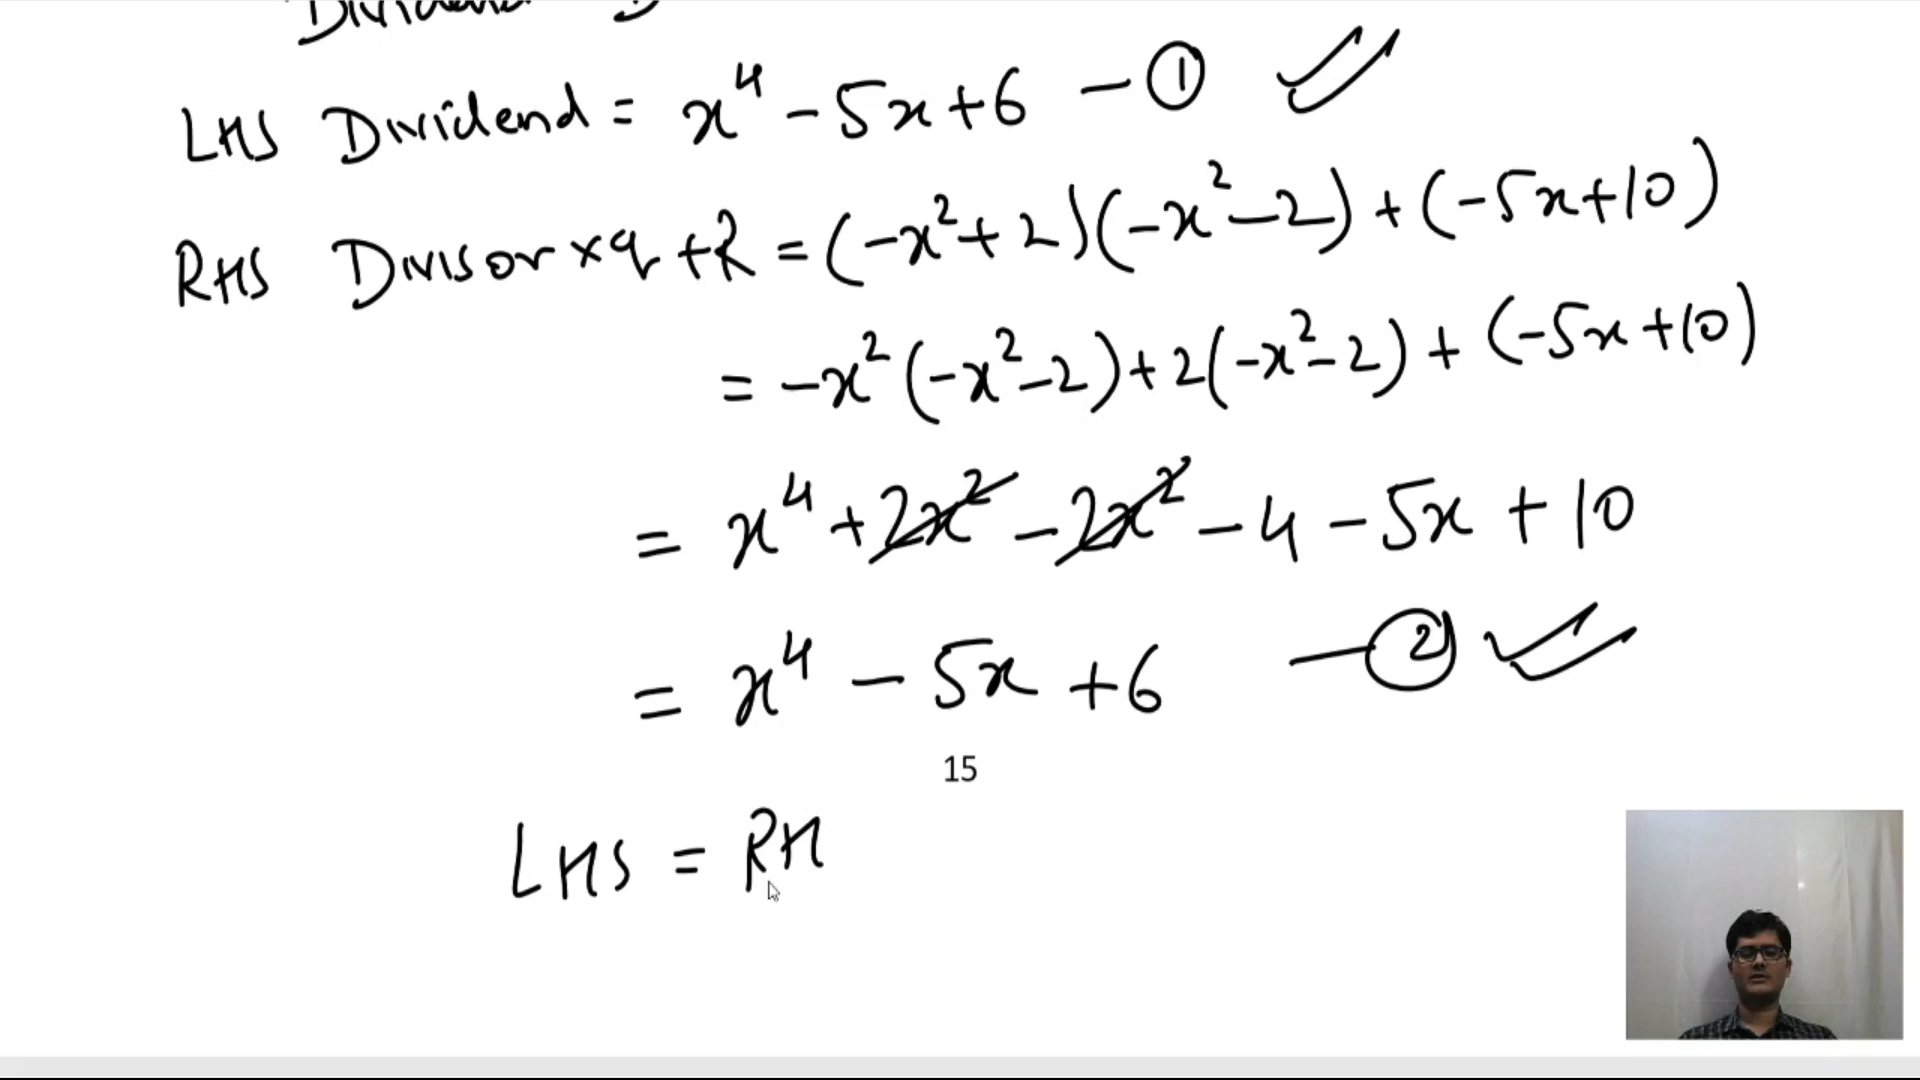 LHS Dividend = x⁴ - 5x + 6 - ①
RHS Divisor × q + R = (-x² + 2)(-x² - 2) + (-5x + 10)
= -x² (-x² - 2) + 2(-x² - 2) + (-5x + 10)
= x⁴ + 2x² - 2x² - 4 - 5x + 10
= x⁴ - 5x + 6 - ②
15
LHS = RH